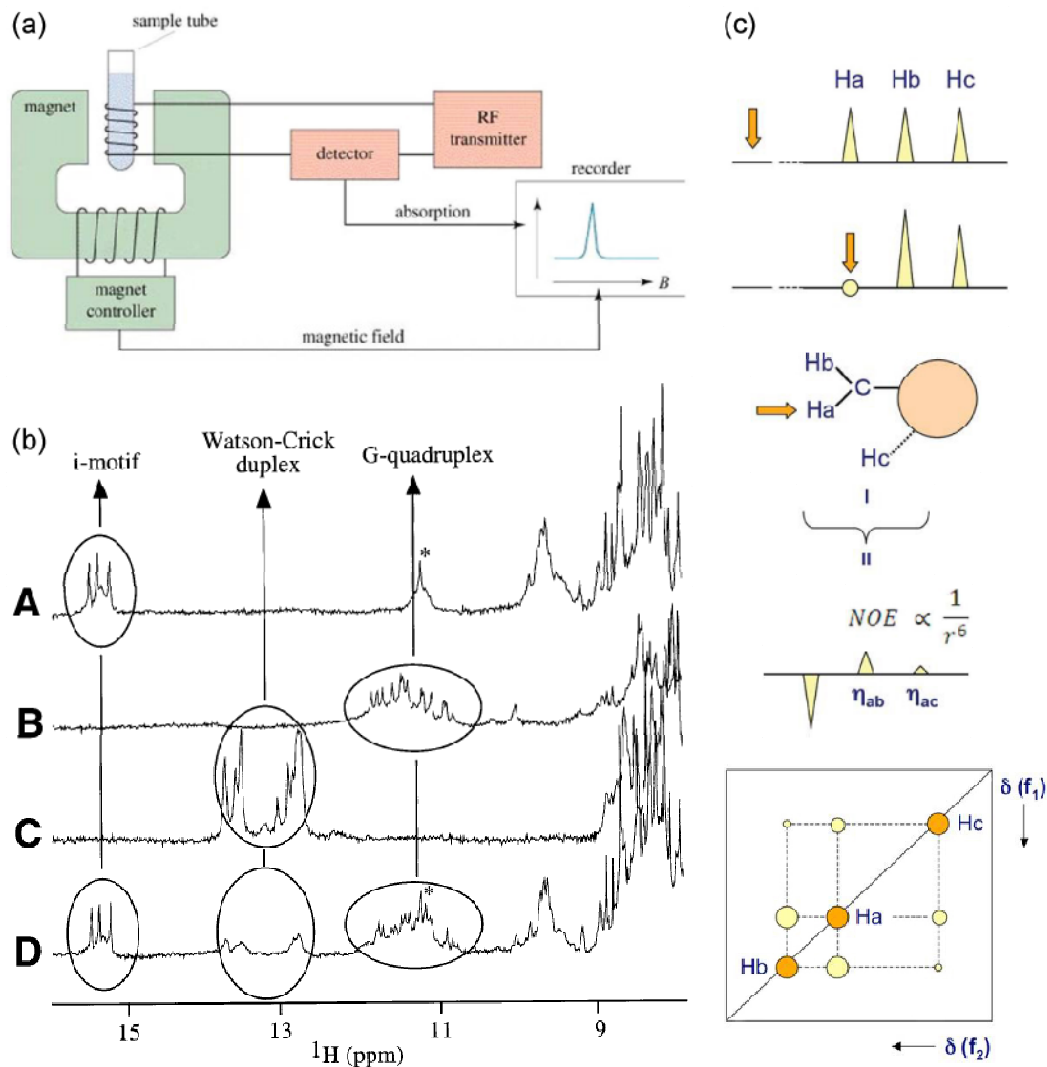 (a)
sample tube
magnet
RF
transmitter
detector
recorder
absorption
B
magnet
controller
magnetic field
(b)
i-motif
Watson-Crick
duplex
G-quadruplex
A
*
B
C
D
*
15
13
11
9
¹H (ppm)
(c)
Ha Hb Hc
Hb
C
Ha
Hc
I
II
NOE ∝ 1/r⁶
ηab ηac
δ (f₁)
Hc
Ha
Hb
δ (f₂)